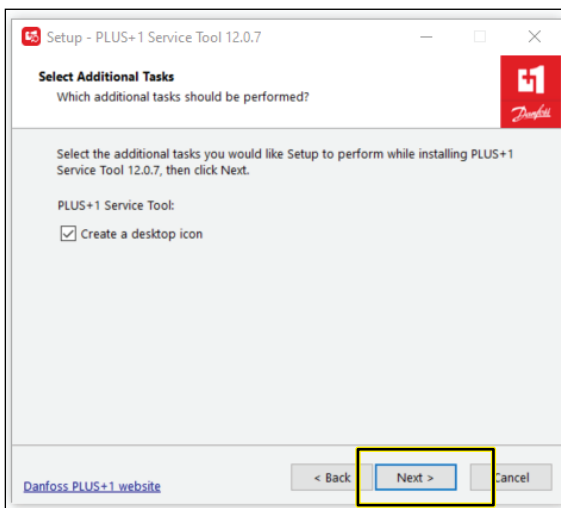 Setup - PLUS+1 Service Tool 12.0.7
Select Additional Tasks
Which additional tasks should be performed?
Danfoss
Select the additional tasks you would like Setup to perform while installing PLUS+1
Service Tool 12.0.7, then click Next.
PLUS+1 Service Tool:
Create a desktop icon
Danfoss PLUS+1 website
< Back
Next >
Cancel